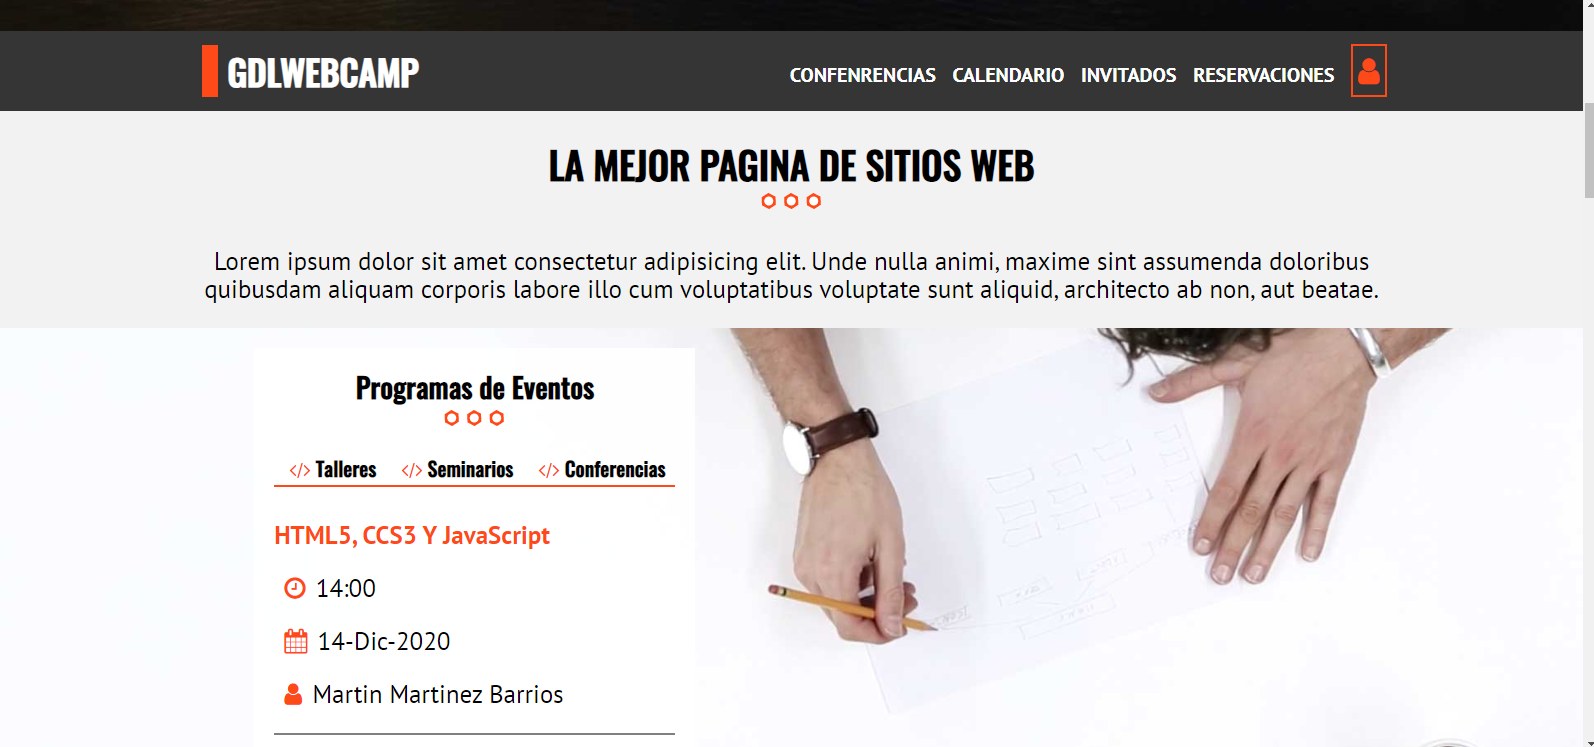 GDLWEBCAMP
CONFENRENCIAS CALENDARIO INVITADOS RESERVACIONES
LA MEJOR PAGINA DE SITIOS WEB
Lorem ipsum dolor sit amet consectetur adipisicing elit. Unde nulla animi, maxime sint assumenda doloribus
quibusdam aliquam corporis labore illo cum voluptatibus voluptate sunt aliquid, architecto ab non, aut beatae.
Programas de Eventos
</> Talleres </> Seminarios </> Conferencias
HTML5, CCS3 Y JavaScript
14:00
14-Dic-2020
Martin Martinez Barrios